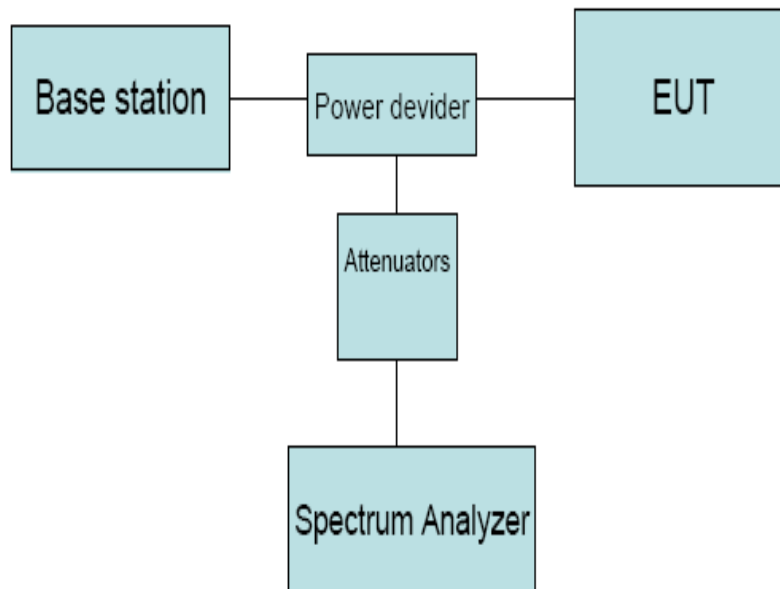 Base station
Power devider
EUT
Attenuators
Spectrum Analyzer